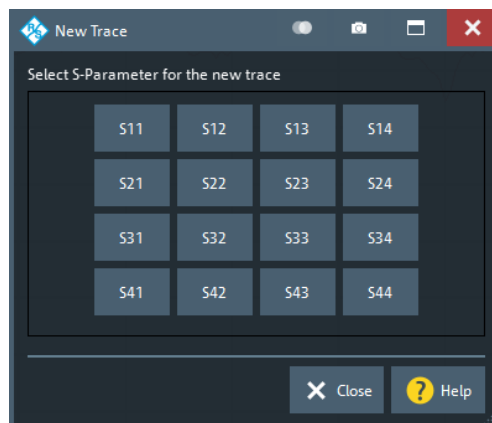 R&S New Trace
Select S-Parameter for the new trace
S11 S12 S13 S14
S21 S22 S23 S24
S31 S32 S33 S34
S41 S42 S43 S44
Close ? Help